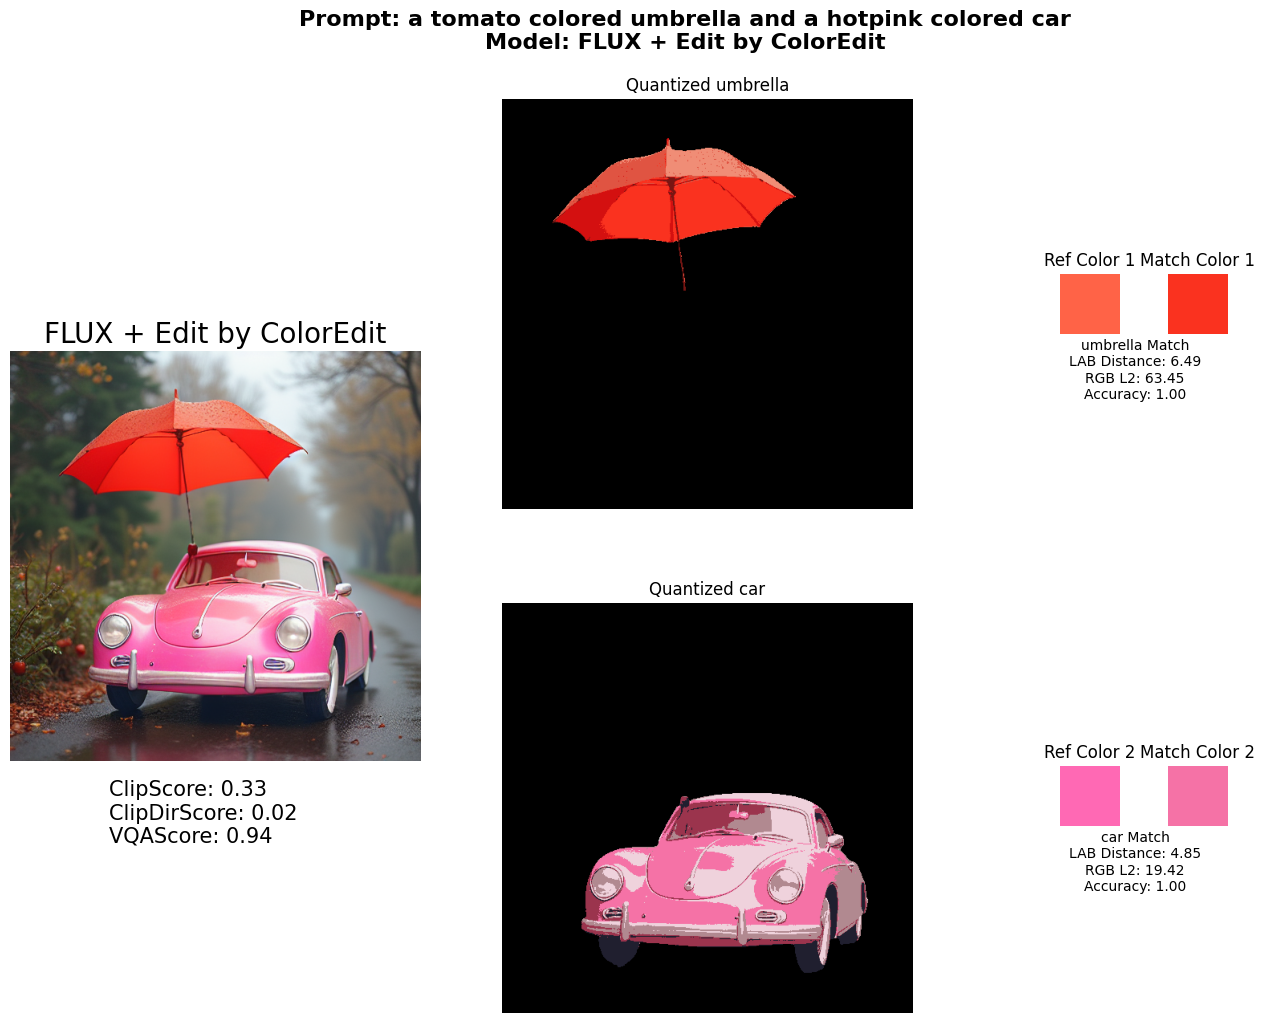 Prompt: a tomato colored umbrella and a hotpink colored car
Model: FLUX + Edit by ColorEdit
FLUX + Edit by ColorEdit
ClipScore: 0.33
ClipDirScore: 0.02
VQAScore: 0.94
Quantized umbrella
Ref Color 1 Match Color 1
umbrella Match
LAB Distance: 6.49
RGB L2: 63.45
Accuracy: 1.00
Quantized car
Ref Color 2 Match Color 2
car Match
LAB Distance: 4.85
RGB L2: 19.42
Accuracy: 1.00